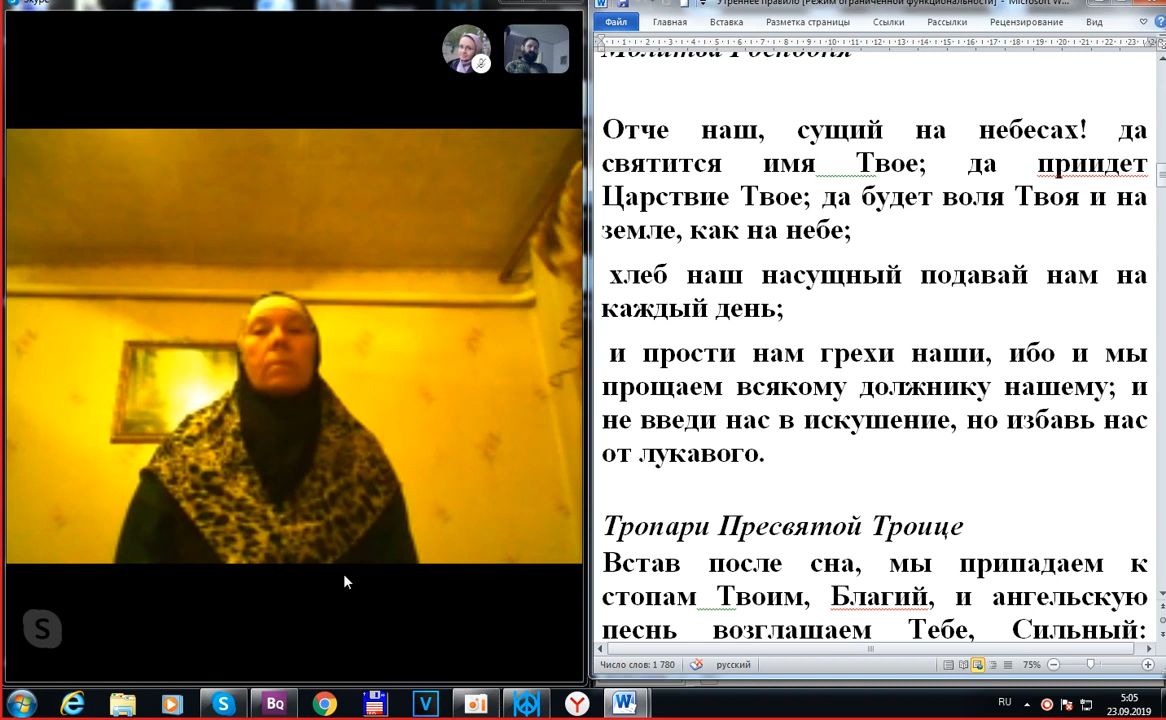 Skype
Утреннее правило [Режим ограниченной функциональности] - Microsoft W...
Файл Главная Вставка Разметка страницы Ссылки Рассылки Рецензирование Вид
Молитва Господня
Отче наш, сущий на небесах! да
святится имя Твое; да приидет
Царствие Твое; да будет воля Твоя и на
земле, как на небе;
хлеб наш насущный подавай нам на
каждый день;
и прости нам грехи наши, ибо и мы
прощаем всякому должнику нашему; и
не введи нас в искушение, но избавь нас
от лукавого.
Тропари Пресвятой Троице
Встав после сна, мы припадаем к
стопам Твоим, Благий, и ангельскую
песнь возглашаем Тебе, Сильный:
S
Число слов: 1 780 русский 75%
Bq
RU 5:05
23.09.2019